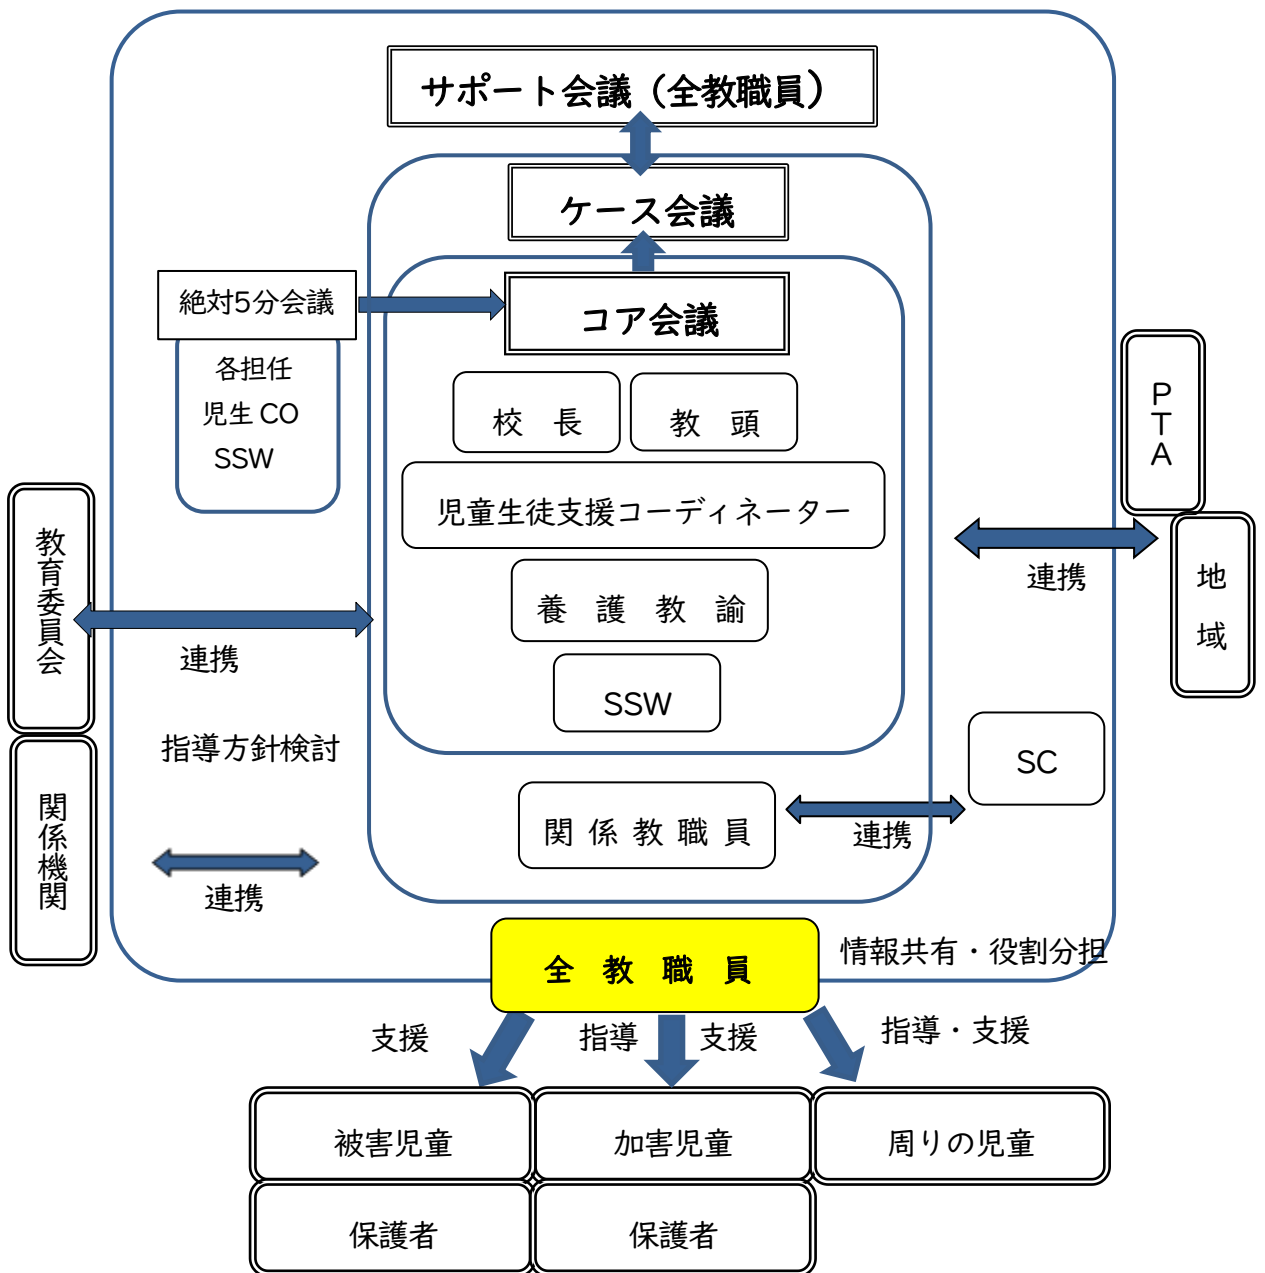 サポート会議（全教職員）
ケース会議
絶対5分会議
コア会議
各担任
児生 CO
SSW
校　長
教　頭
児童生徒支援コーディネーター
養　護　教　諭
SSW
PTA
地域
連携
教育委員会
連携
指導方針検討
関係機関
連携
SC
関 係 教 職 員
連携
全　教　職　員
情報共有・役割分担
支援
指導
支援
指導・支援
被害児童
加害児童
周りの児童
保護者
保護者